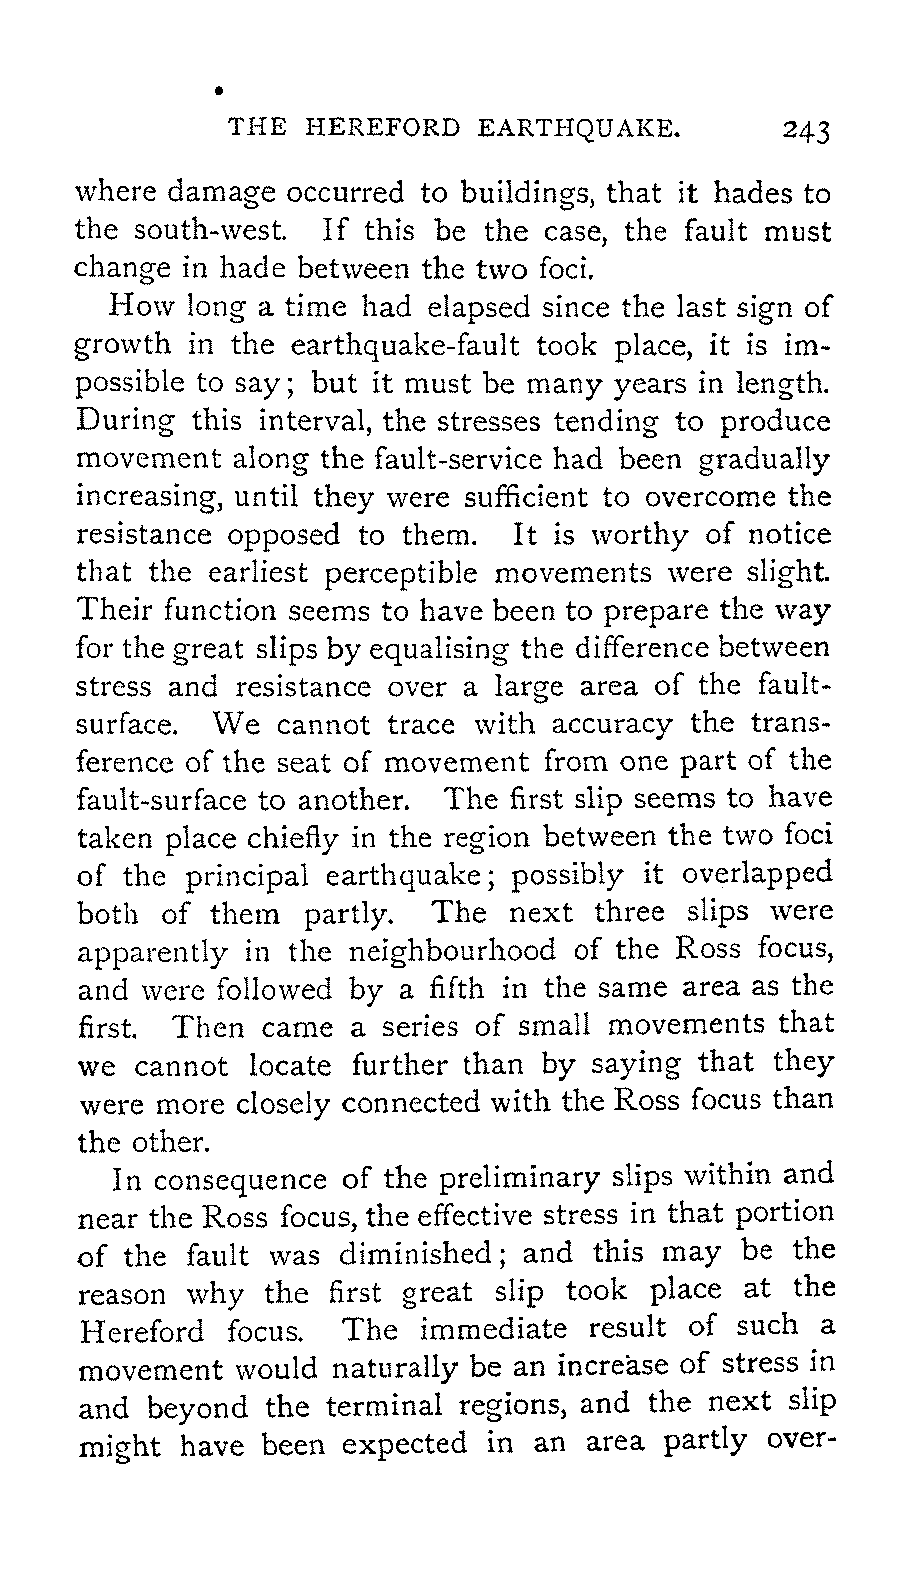 THE HEREFORD EARTHQUAKE. 243
where damage occurred to buildings, that it hades to
the south-west. If this be the case, the fault must
change in hade between the two foci.
How long a time had elapsed since the last sign of
growth in the earthquake-fault took place, it is im-
possible to say; but it must be many years in length.
During this interval, the stresses tending to produce
movement along the fault-service had been gradually
increasing, until they were sufficient to overcome the
resistance opposed to them. It is worthy of notice
that the earliest perceptible movements were slight.
Their function seems to have been to prepare the way
for the great slips by equalising the difference between
stress and resistance over a large area of the fault-
surface. We cannot trace with accuracy the trans-
ference of the seat of movement from one part of the
fault-surface to another. The first slip seems to have
taken place chiefly in the region between the two foci
of the principal earthquake; possibly it overlapped
both of them partly. The next three slips were
apparently in the neighbourhood of the Ross focus,
and were followed by a fifth in the same area as the
first. Then came a series of small movements that
we cannot locate further than by saying that they
were more closely connected with the Ross focus than
the other.
In consequence of the preliminary slips within and
near the Ross focus, the effective stress in that portion
of the fault was diminished; and this may be the
reason why the first great slip took place at the
Hereford focus. The immediate result of such a
movement would naturally be an increase of stress in
and beyond the terminal regions, and the next slip
might have been expected in an area partly over-